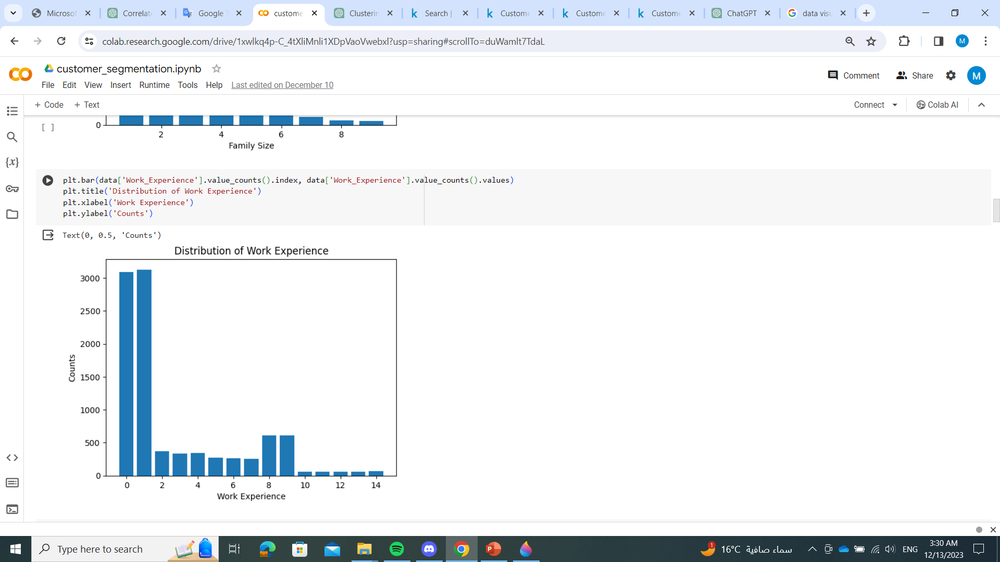 Microsof
Correlat
Google T
custome
Clusterin
Search |
Custome
Custome
Custome
ChatGPT
data visu
colab.research.google.com/drive/1xwlkq4p-C_4tXliMnli1XDpVaoVwebxl?usp=sharing#scrollTo=duWamlt7TdaL
M
customer_segmentation.ipynb
File Edit View Insert Runtime Tools Help Last edited on December 10
Comment Share M
+ Code + Text
Connect Colab AI
[ ]
0
2 4 6 8
Family Size
{x}
plt.bar(data['Work_Experience'].value_counts().index, data['Work_Experience'].value_counts().values)
plt.title('Distribution of Work Experience')
plt.xlabel('Work Experience')
plt.ylabel('Counts')
Text(0, 0.5, 'Counts')
Distribution of Work Experience
3000
2500
2000
1500
1000
500
0
Counts
0 2 4 6 8 10 12 14
Work Experience
Type here to search
1
16°C سماء صافية
ENG
3:30 AM
12/13/2023